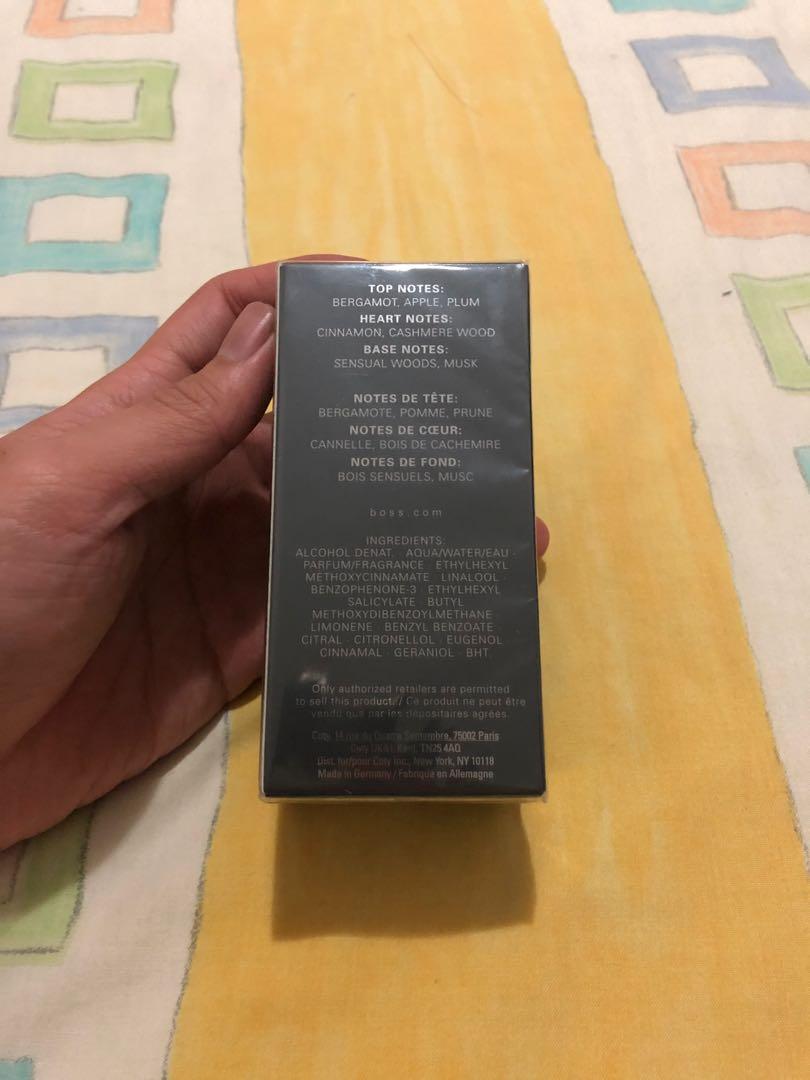 TOP NOTES:
BERGAMOT, APPLE, PLUM
HEART NOTES:
CINNAMON, CASHMERE WOOD
BASE NOTES:
SENSUAL WOODS, MUSK
NOTES DE TÊTE:
BERGAMOTE, POMME, PRUNE
NOTES DE CŒUR:
CANNELLE, BOIS DE CACHEMIRE
NOTES DE FOND:
BOIS SENSUELS, MUSC
boss.com
INGREDIENTS:
ALCOHOL DENAT. · AQUA/WATER/EAU ·
PARFUM/FRAGRANCE · ETHYLHEXYL
METHOXYCINNAMATE · LINALOOL ·
BENZOPHENONE-3 · ETHYLHEXYL
SALICYLATE · BUTYL
METHOXYDIBENZOYLMETHANE ·
LIMONENE · BENZYL BENZOATE ·
CITRAL · CITRONELLOL · EUGENOL ·
CINNAMAL · GERANIOL · BHT.
Only authorized retailers are permitted
to sell this product. / Ce produit ne peut être
vendu que par les dépositaires agréés.
Coty, 14 rue du Quatre Septembre, 75002 Paris
Coty UK&I, Kent, TN25 4AQ
Dist. for/pour Coty Inc., New York, NY 10118
Made in Germany / Fabriqué en Allemagne